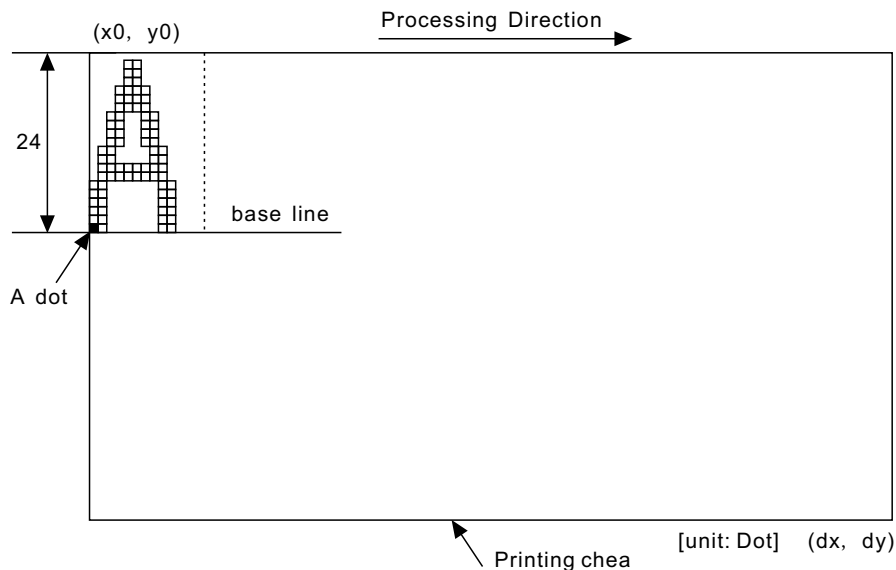 Processing Direction
(x0, y0)
24
base line
A dot
[unit: Dot] (dx, dy)
Printing chea